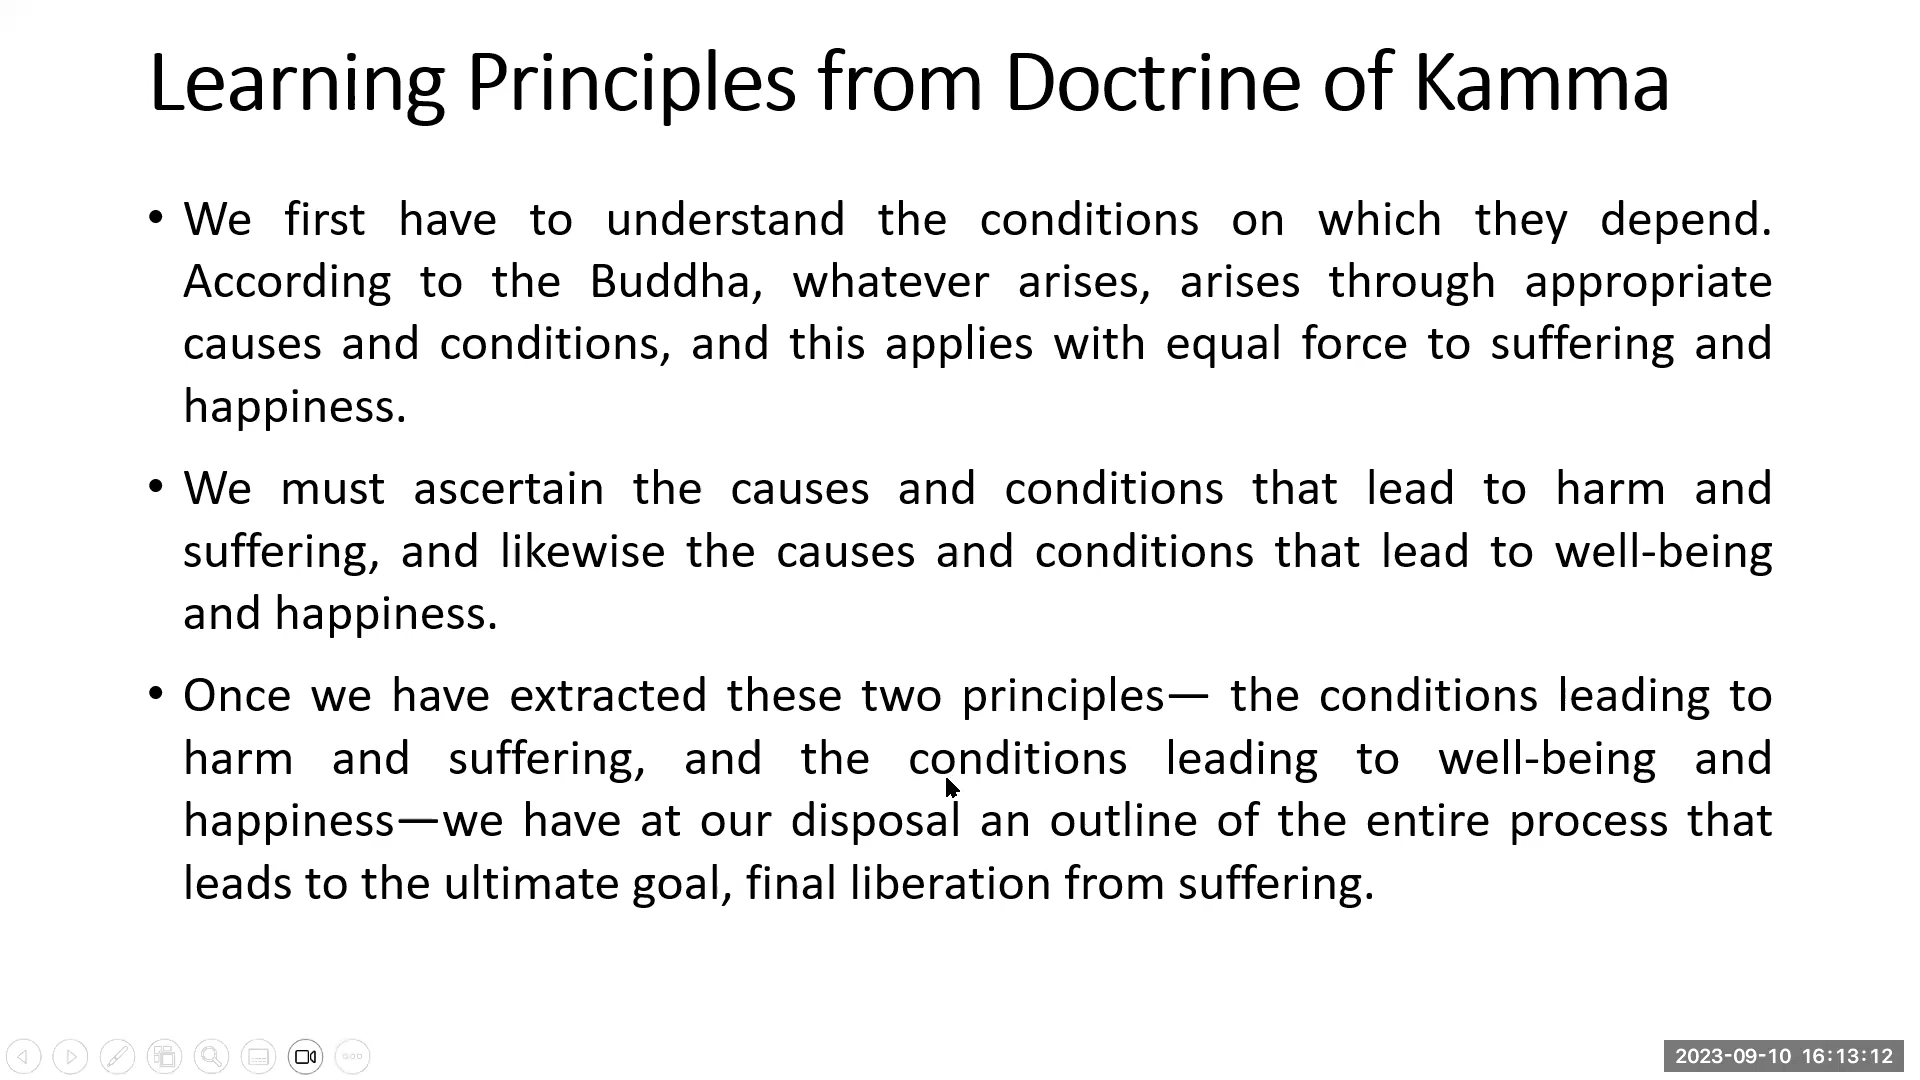 Learning Principles from Doctrine of Kamma
• We first have to understand the conditions on which they depend.
According to the Buddha, whatever arises, arises through appropriate
causes and conditions, and this applies with equal force to suffering and
happiness.
• We must ascertain the causes and conditions that lead to harm and
suffering, and likewise the causes and conditions that lead to well-being
and happiness.
• Once we have extracted these two principles— the conditions leading to
harm and suffering, and the conditions leading to well-being and
happiness—we have at our disposal an outline of the entire process that
leads to the ultimate goal, final liberation from suffering.
2023-09-10 16:13:12